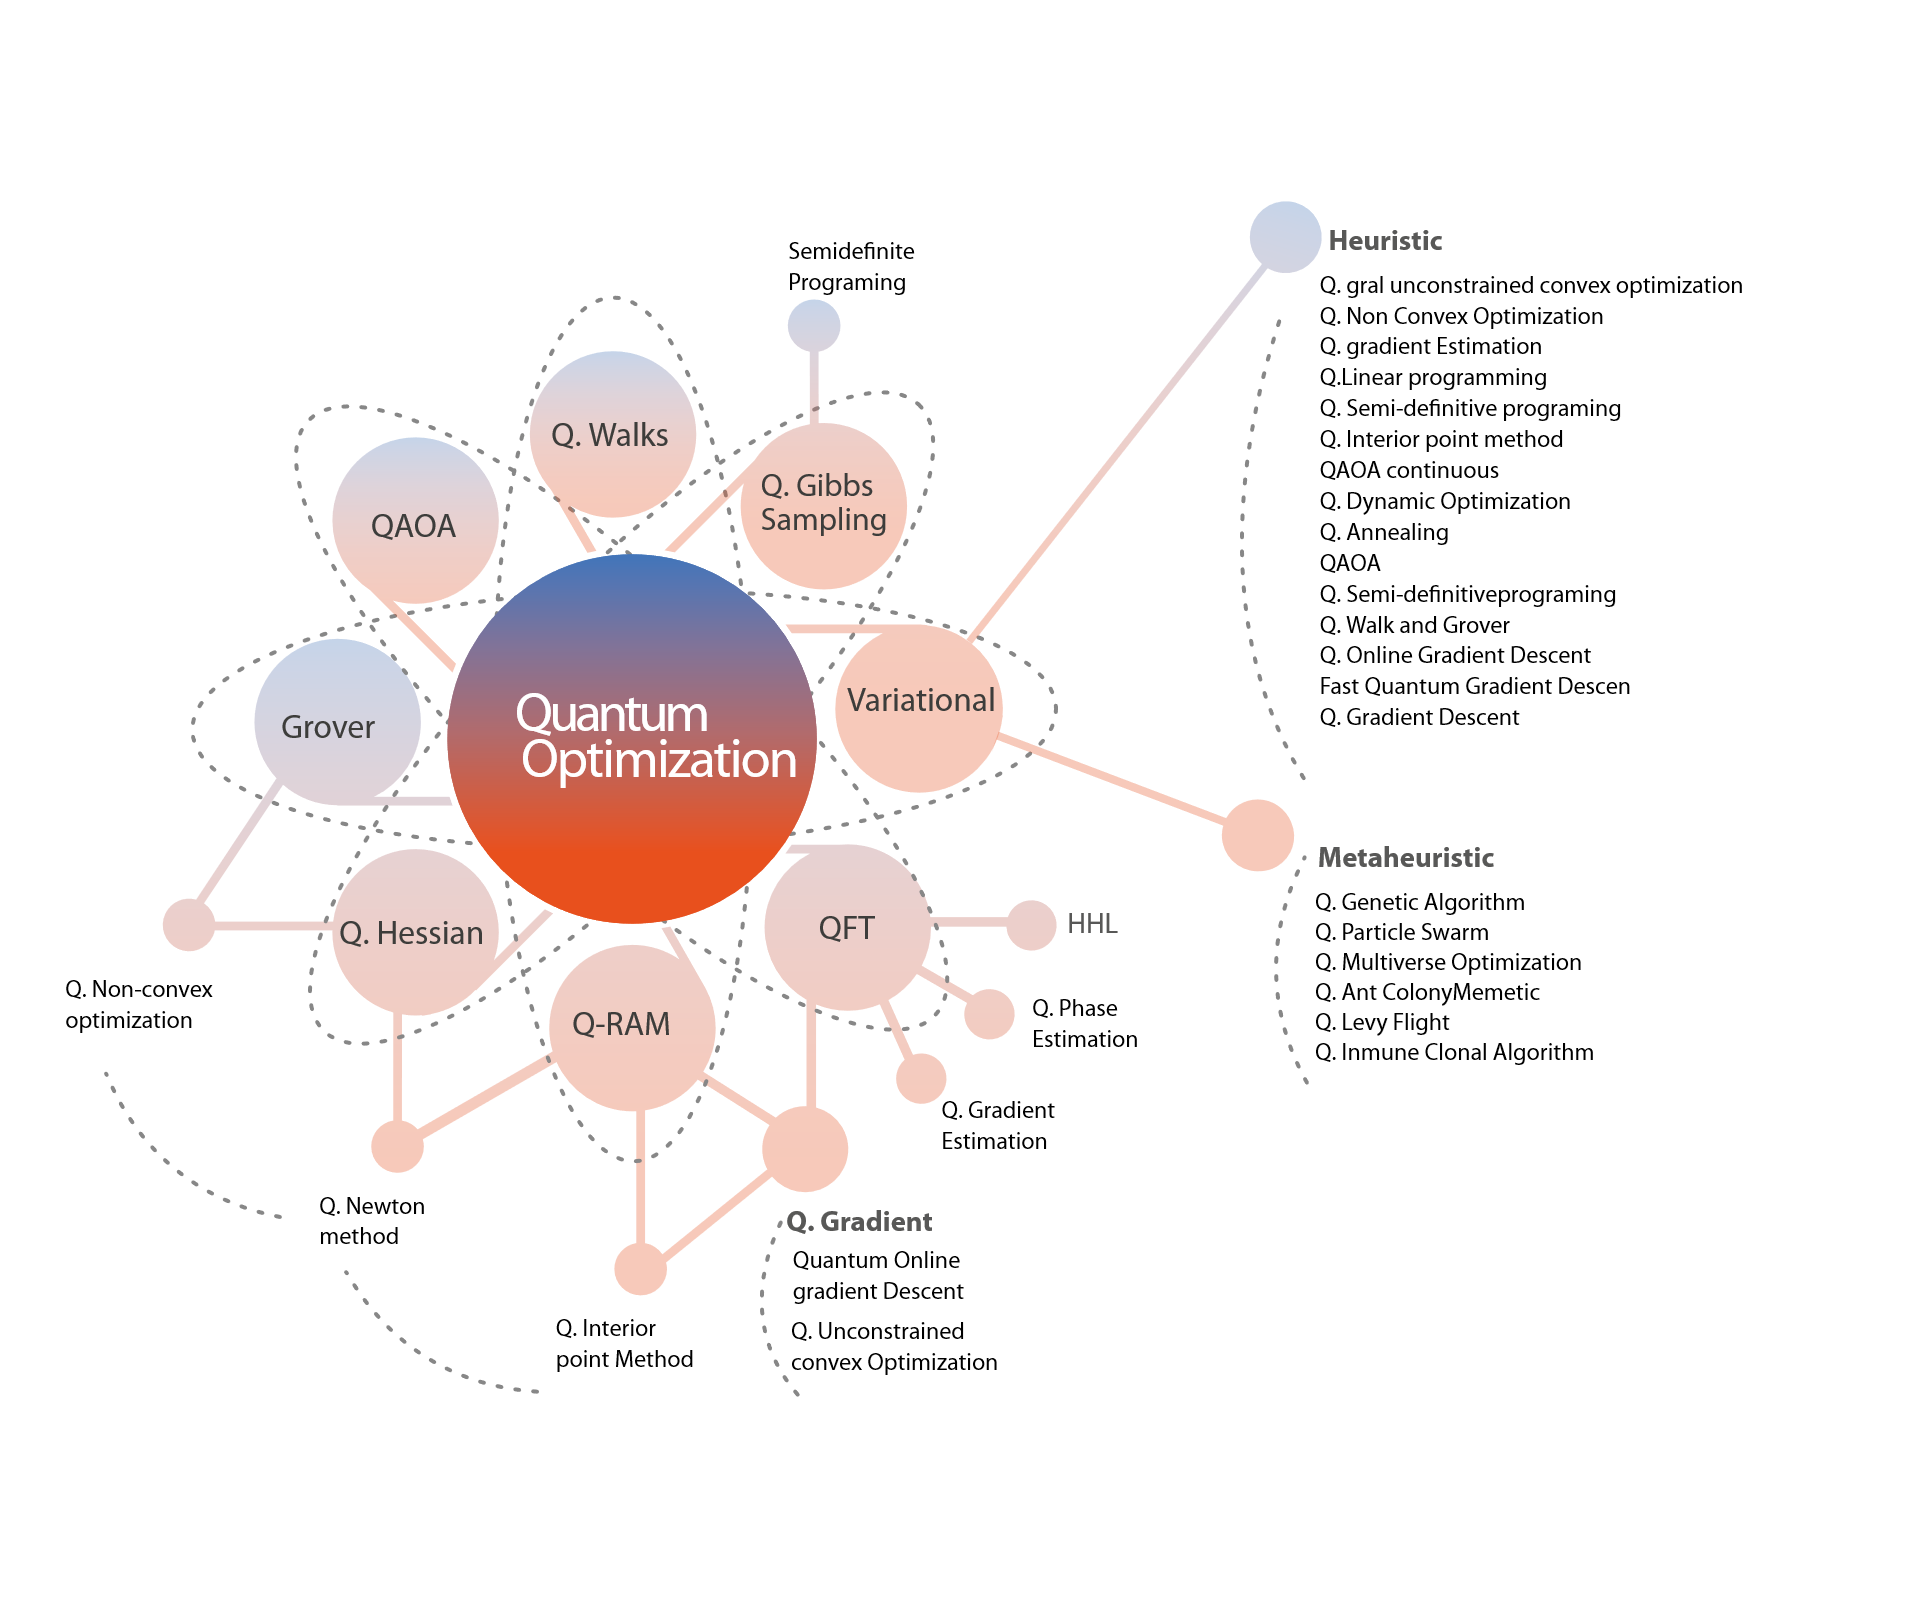 Semidefinite
Programing
Q. Walks
Q. Gibbs
Sampling
QAOA
Grover
Quantum
Optimization
Variational
Q. Hessian
Q-RAM
QFT
HHL
Q. Phase
Estimation
Q. Gradient
Estimation
Q. Non-convex
optimization
Q. Newton
method
Q. Interior
point Method
Q. Gradient
Quantum Online
gradient Descent
Q. Unconstrained
convex Optimization
Heuristic
Q. gral unconstrained convex optimization
Q. Non Convex Optimization
Q. gradient Estimation
Q.Linear programming
Q. Semi-definitive programing
Q. Interior point method
QAOA continuous
Q. Dynamic Optimization
Q. Annealing
QAOA
Q. Semi-definitiveprograming
Q. Walk and Grover
Q. Online Gradient Descent
Fast Quantum Gradient Descen
Q. Gradient Descent
Metaheuristic
Q. Genetic Algorithm
Q. Particle Swarm
Q. Multiverse Optimization
Q. Ant ColonyMemetic
Q. Levy Flight
Q. Inmune Clonal Algorithm